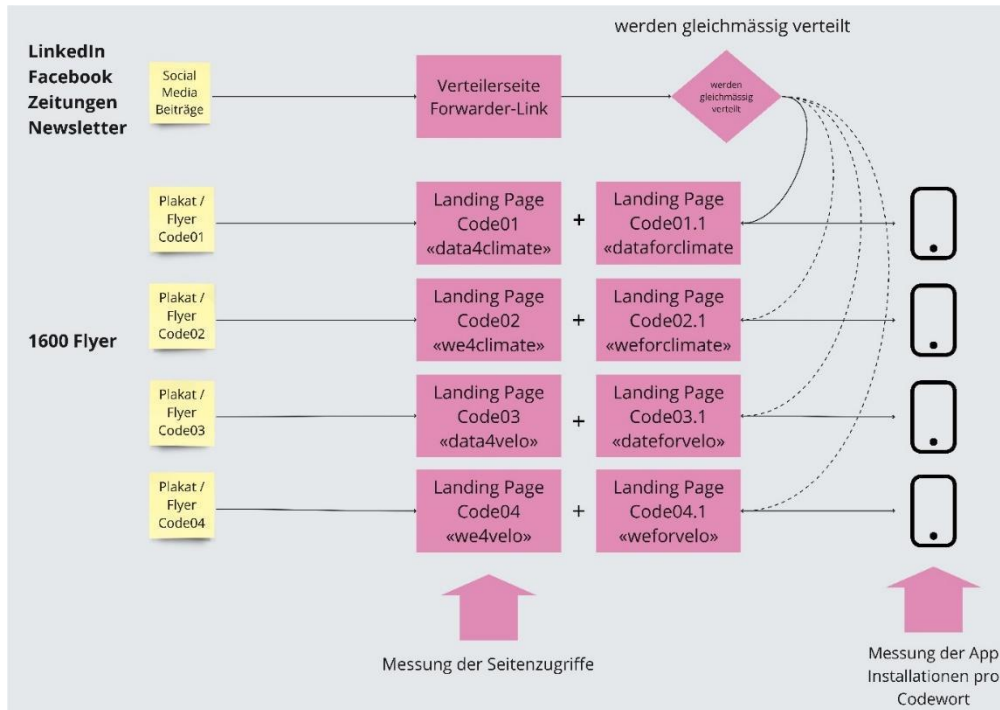 werden gleichmässig verteilt
LinkedIn
Facebook
Zeitungen
Newsletter
Social
Media
Beiträge
Verteilerseite
Forwarder-Link
werden
gleichmässig
verteilt
Plakat /
Flyer
Code01
Landing Page
Code01
«data4climate»
+
Landing Page
Code01.1
«dataforclimate
1600 Flyer
Plakat /
Flyer
Code02
Landing Page
Code02
«we4climate»
+
Landing Page
Code02.1
«weforclimate»
Plakat /
Flyer
Code03
Landing Page
Code03
«data4velo»
+
Landing Page
Code03.1
«dateforvelo»
Plakat /
Flyer
Code04
Landing Page
Code04
«we4velo»
+
Landing Page
Code04.1
«weforvelo»
Messung der Seitenzugriffe
Messung der App
Installationen pro
Codewort